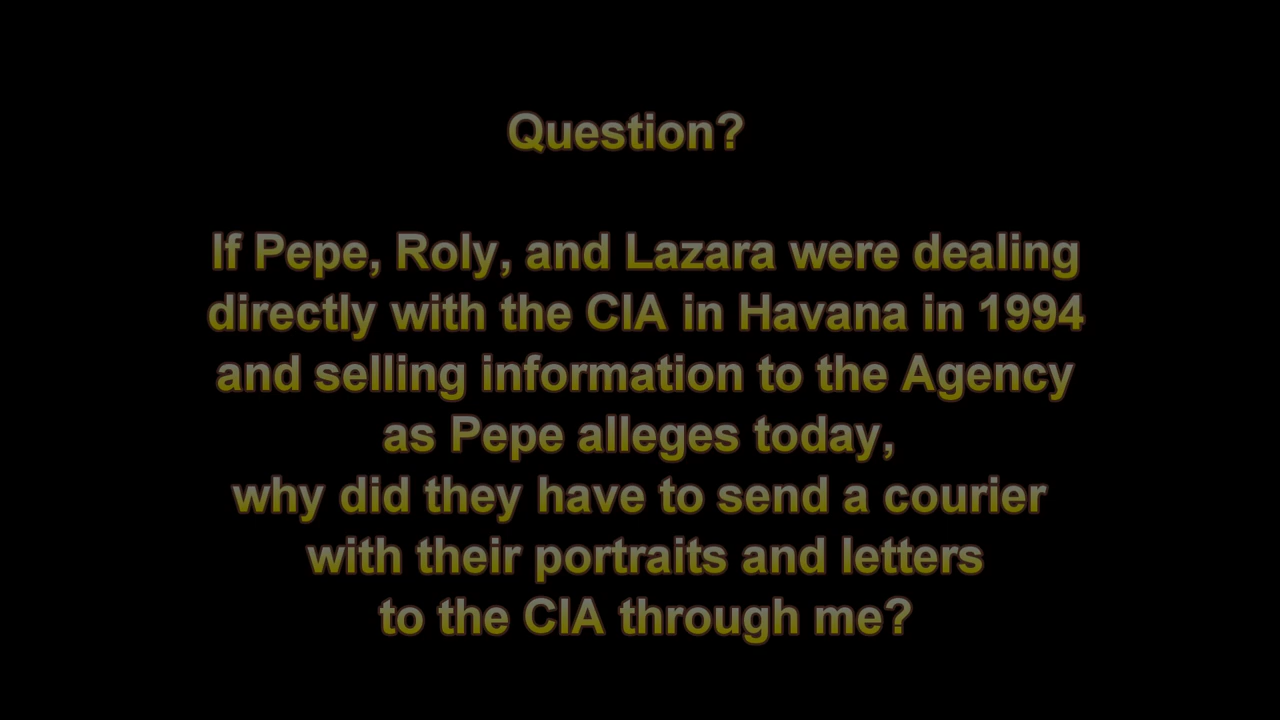 Question?
If Pepe, Roly, and Lazara were dealing
directly with the CIA in Havana in 1994
and selling information to the Agency
as Pepe alleges today,
why did they have to send a courier
with their portraits and letters
to the CIA through me?